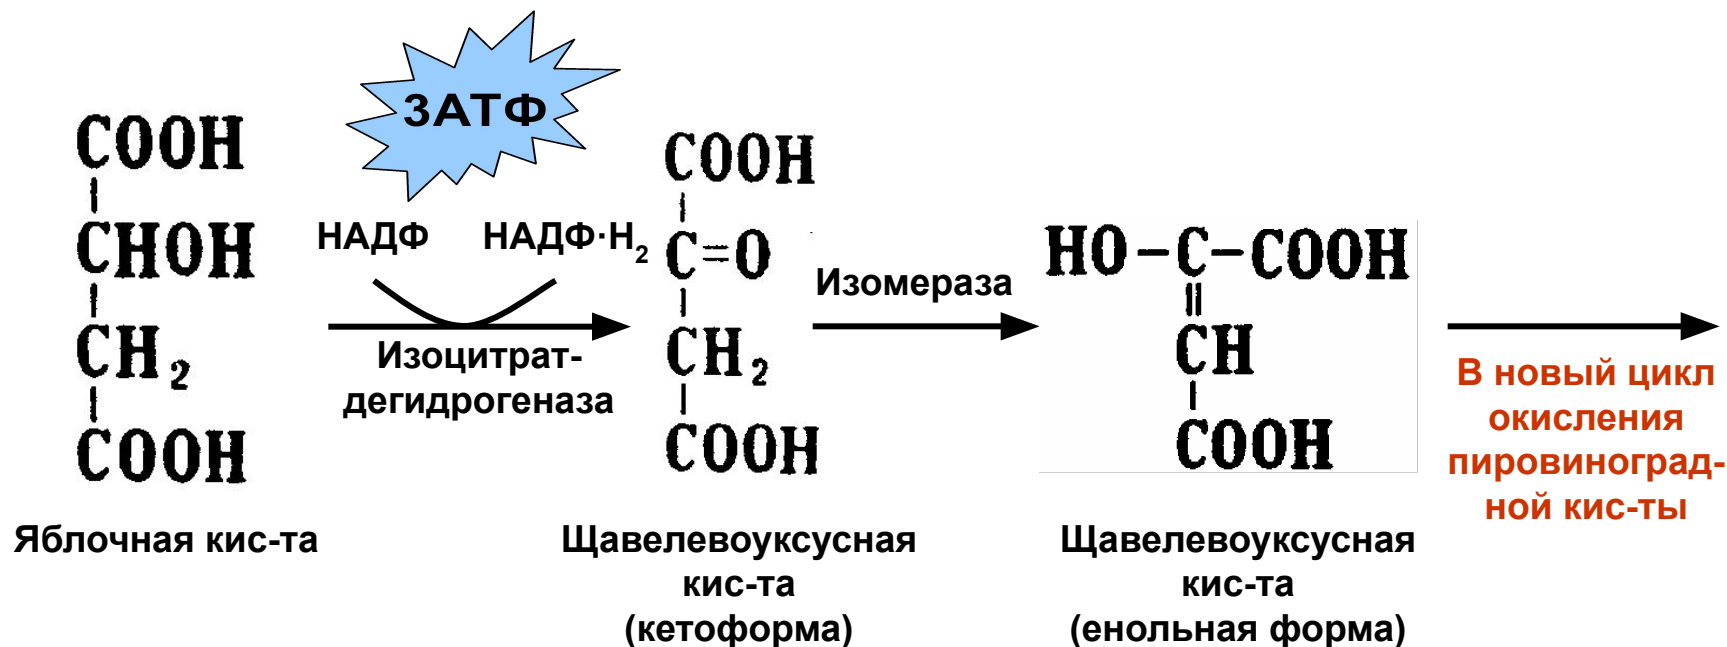 3АТФ
COOH
CHOH
CH2
COOH
НАДФ НАДФ·Н2
Изоцитрат-
дегидрогеназа
COOH
C=O
CH2
COOH
Изомераза
HO-C-COOH
CH
COOH
В новый цикл
окисления
пировиноград-
ной кис-ты
Яблочная кис-та
Щавелевоуксусная
кис-та
(кетоформа)
Щавелевоуксусная
кис-та
(енольная форма)